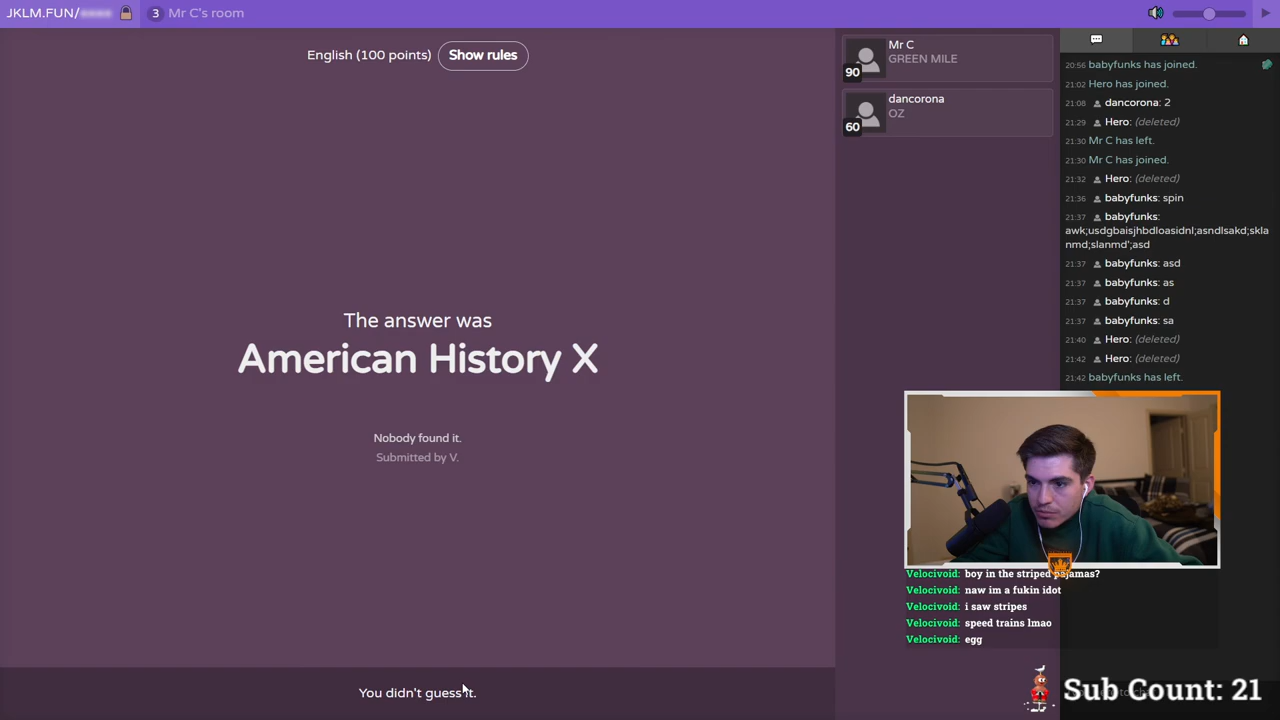 JKLM.FUN/
3 Mr C's room
English (100 points) Show rules
The answer was
American History X
Nobody found it.
Submitted by V.
You didn't guess it.
Mr C
GREEN MILE
90
dancorona
OZ
60
20:56 babyfunks has joined.
21:02 Hero has joined.
21:08 dancorona: 2
21:29 Hero: (deleted)
21:30 Mr C has left.
21:30 Mr C has joined.
21:32 Hero: (deleted)
21:36 babyfunks: spin
21:37 babyfunks:
awk;usdgbaisjhbdloasidnl;asndlsakd;skla
nmd;slanmd';asd
21:37 babyfunks: asd
21:37 babyfunks: as
21:37 babyfunks: d
21:37 babyfunks: sa
21:40 Hero: (deleted)
21:42 Hero: (deleted)
21:42 babyfunks has left.
Velocivoid: boy in the striped pajamas?
Velocivoid: naw im a fukin idot
Velocivoid: i saw stripes
Velocivoid: speed trains lmao
Velocivoid: egg
Sub Count: 21